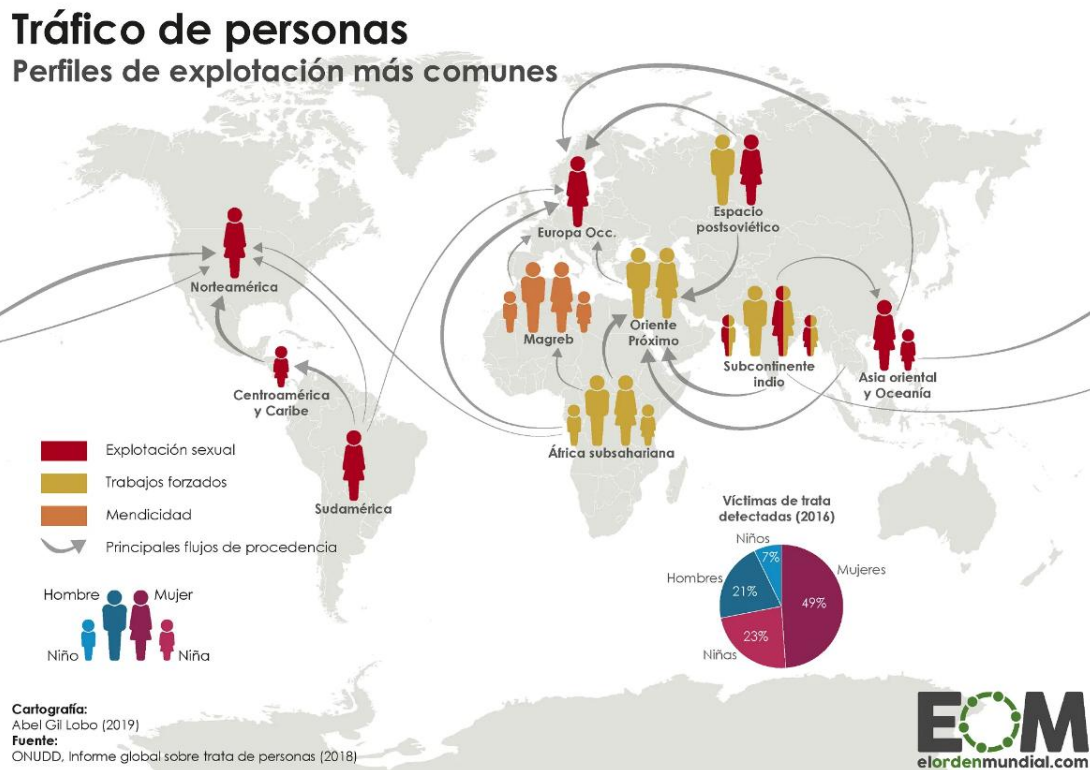 Tráfico de personas
Perfiles de explotación más comunes
Espacio
postsoviético
Europa Occ.
Norteamérica
Magreb
Oriente
Próximo
Subcontinente
indio
Asia oriental
y Oceanía
Centroamérica
y Caribe
África subsahariana
Sudamérica
Explotación sexual
Trabajos forzados
Mendicidad
Principales flujos de procedencia
Hombre
Mujer
Niño
Niña
Víctimas de trata
detectadas (2016)
Niños
7%
Mujeres
49%
Hombres
21%
23%
Niñas
Cartografía:
Abel Gil Lobo (2019)
Fuente:
ONUDD, Informe global sobre trata de personas (2018)
EOM
elordenmundial.com